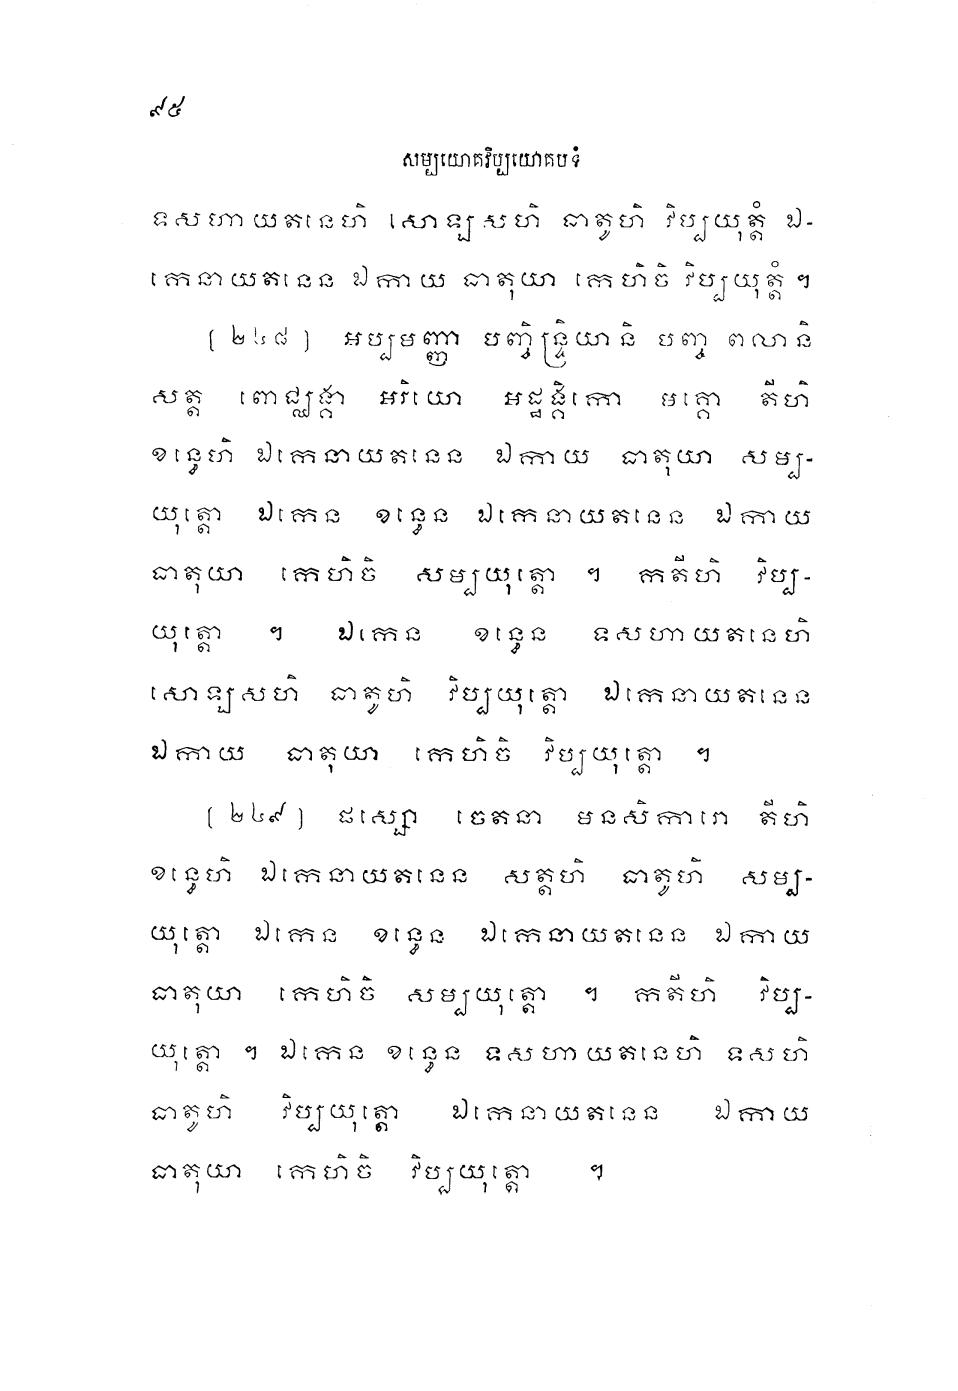 ៩៥
សម្បយោគវិប្បយោគបទំ
ទសហាយតនេហិ សោឡសហិ ធាតូហិ វិប្បយុត្តំ ឯ-
កេនាយតនេន ឯកាយ ធាតុយា កេហិចិ វិប្បយុត្តំ ។
(២៤៨) អប្បមញ្ញា បញ្ចិន្ទ្រិយានិ បញ្ច ពលានិ
សត្ត ពោជ្ឈង្គា អរិយោ អដ្ឋង្គិកោ មគ្គោ តីហិ
ខន្ធេហិ ឯកេនាយតនេន ឯកាយ ធាតុយា សម្ប-
យុត្តោ ឯកេន ខន្ធេន ឯកេនាយតនេន ឯកាយ
ធាតុយា កេហិចិ សម្បយុត្តោ ។ កតីហិ វិប្ប-
យុត្តោ ។ ឯកេន ខន្ធេន ទសហាយតនេហិ
សោឡសហិ ធាតូហិ វិប្បយុត្តោ ឯកេនាយតនេន
ឯកាយ ធាតុយា កេហិចិ វិប្បយុត្តោ ។
(២៤៩) ផស្សោ ចេតនា មនសិការោ តីហិ
ខន្ធេហិ ឯកេនាយតនេន សត្តហិ ធាតូហិ សម្ប-
យុត្តោ ឯកេន ខន្ធេន ឯកេនាយតនេន ឯកាយ
ធាតុយា កេហិចិ សម្បយុត្តោ ។ កតីហិ វិប្ប-
យុត្តោ ។ ឯកេន ខន្ធេន ទសហាយតនេហិ ទសហិ
ធាតូហិ វិប្បយុត្តោ ឯកេនាយតនេន ឯកាយ
ធាតុយា កេហិចិ វិប្បយុត្តោ ។